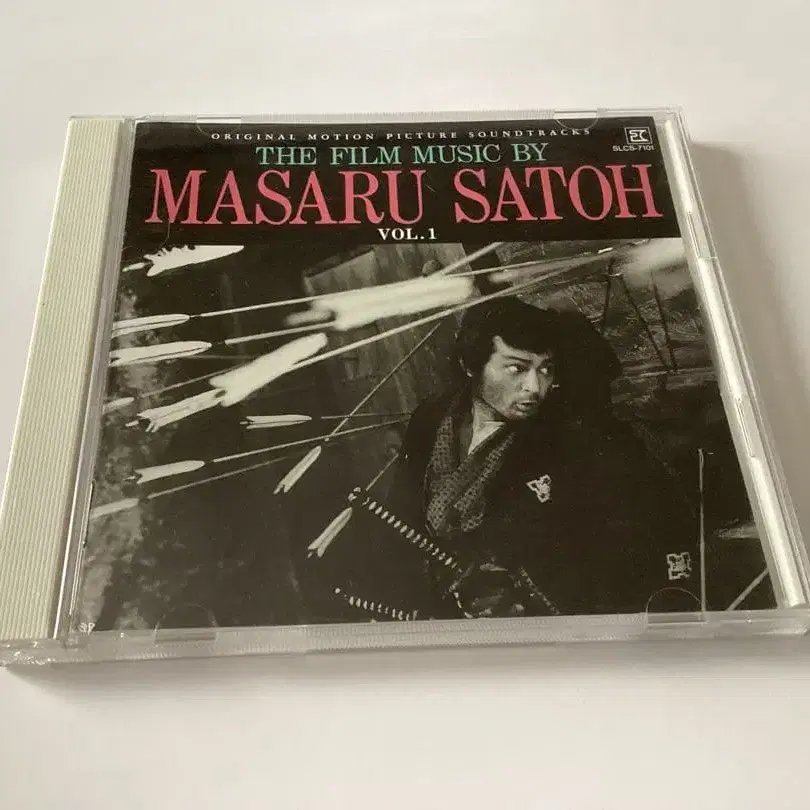 ORIGINAL MOTION PICTURE SOUNDTRACKS
SLCS-7101
THE FILM MUSIC BY
MASARU SATOH
VOL.1